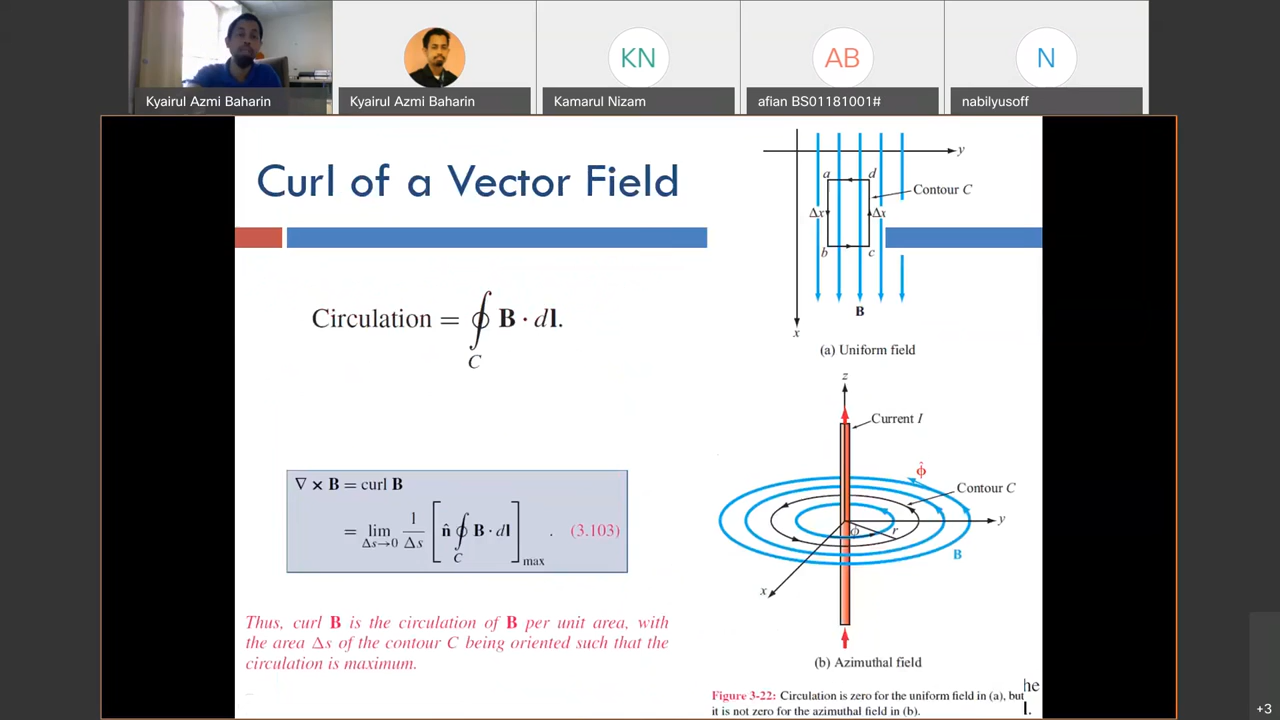 Kyairul Azmi Baharin
Kyairul Azmi Baharin
KN
Kamarul Nizam
AB
afian BS01181001#
N
nabilyusoff
Curl of a Vector Field
Circulation = ∮ B · dl.
C
∇ × B = curl B
= lim Δs→0 1/Δs [ n̂ ∮ B · dl ] max . (3.103)
C
Thus, curl B is the circulation of B per unit area, with
the area Δs of the contour C being oriented such that the
circulation is maximum.
y
a
d
Contour C
Δx
Δx
b
c
B
x
(a) Uniform field
z
Current I
φ̂
Contour C
y
ϕ
r
B
x
(b) Azimuthal field
Figure 3-22: Circulation is zero for the uniform field in (a), but
it is not zero for the azimuthal field in (b).
he
l.
+3